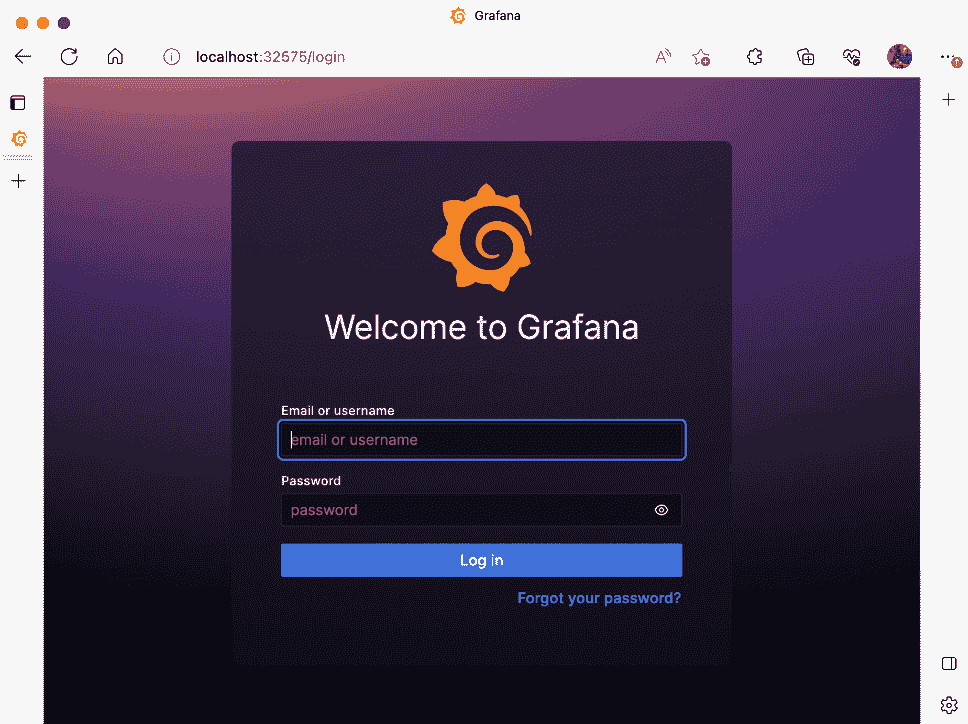 Grafana
localhost:32575/login
Welcome to Grafana
Email or username
email or username
Password
password
Log in
Forgot your password?